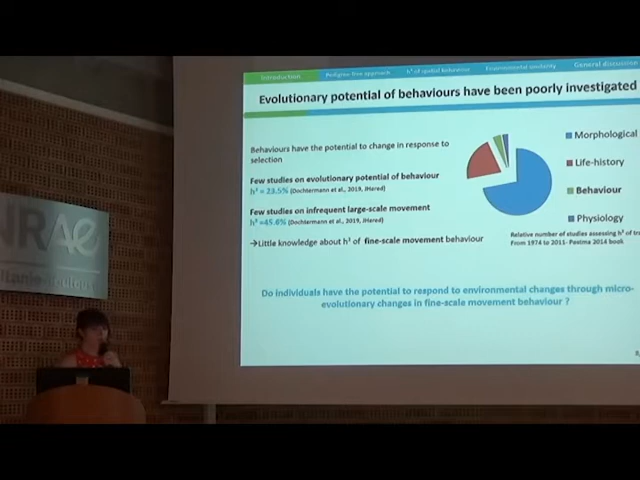 Introduction Pedigree-free approach h² of spatial behaviour Environmental similarity General discussion
Evolutionary potential of behaviours have been poorly investigated
Behaviours have the potential to change in response to
selection
Few studies on evolutionary potential of behaviour
h² = 23.5% (Dochtermann et al., 2019, JHered)
Few studies on infrequent large-scale movement
h² =45.6% (Dochtermann et al., 2019, JHered)
→Little knowledge about h² of fine-scale movement behaviour
Morphological
Life-history
Behaviour
Physiology
Relative number of studies assessing h² of
From 1974 to 2011- Postma 2014 book
Do individuals have the potential to respond to environmental changes through micro-
evolutionary changes in fine-scale movement behaviour ?
NRAE